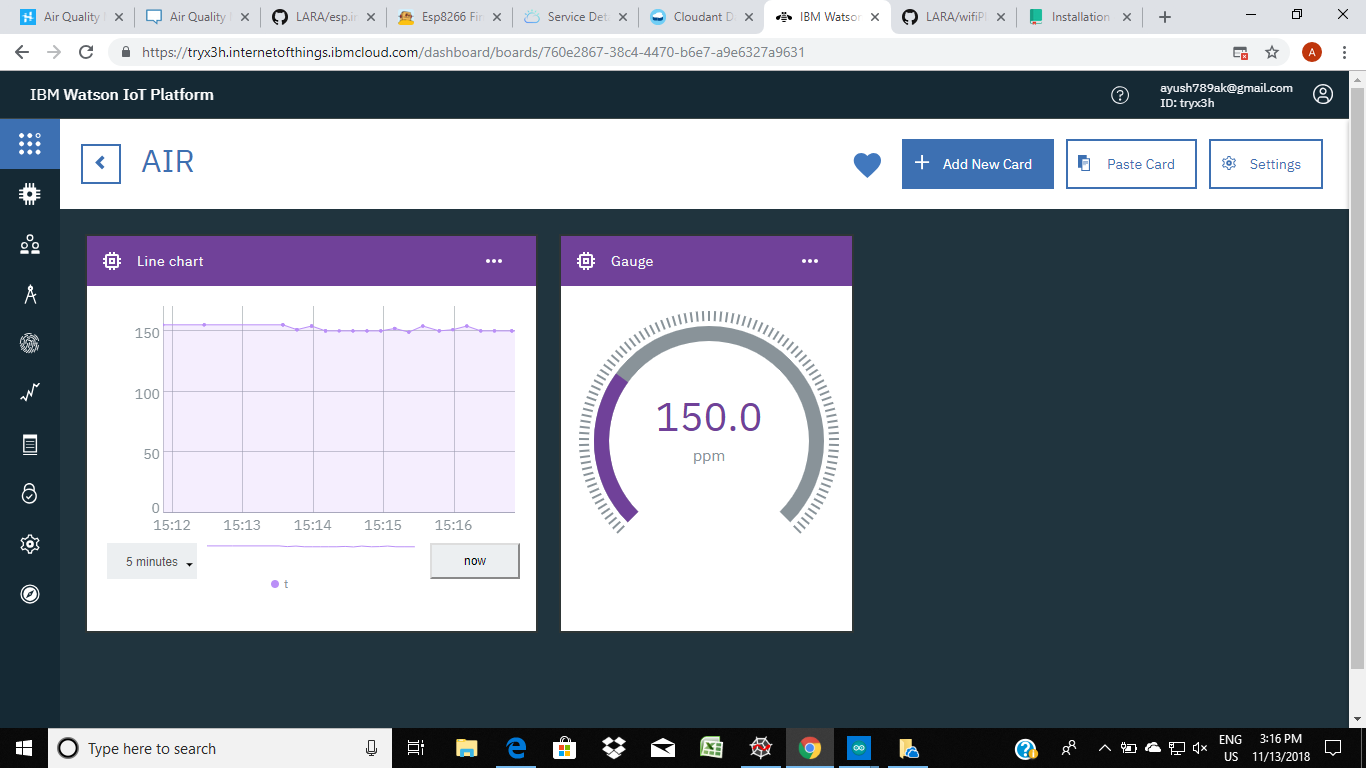 Air Quality
Air Quality
LARA/esp.i
Esp8266 Fi
Service Det
Cloudant D
IBM Watso
LARA/wifiP
Installation
https://tryx3h.internetofthings.ibmcloud.com/dashboard/boards/760e2867-38c4-4470-b6e7-a9e6327a9631
A
IBM Watson IoT Platform
ayush789ak@gmail.com
ID: tryx3h
AIR
Add New Card
Paste Card
Settings
Line chart
Gauge
150
100
50
0
15:12 15:13 15:14 15:15 15:16
5 minutes
now
t
150.0
ppm
Type here to search
ENG
US
3:16 PM
11/13/2018